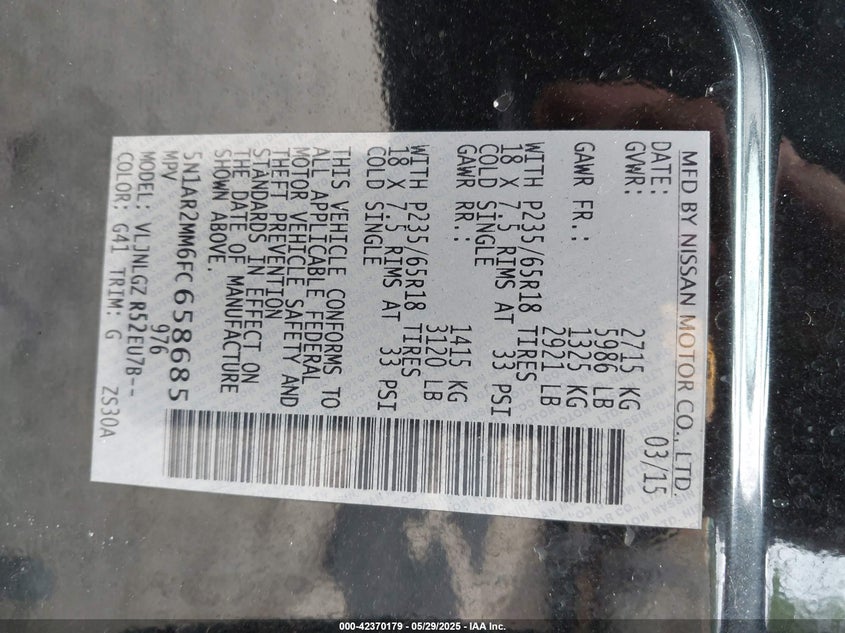 MFD BY NISSAN MOTOR CO., LTD.
DATE: 03/15
GVWR: 2715 KG
5986 LB
GAWR FR.: 1325 KG
2921 LB
WITH P235/65R18 TIRES
18 X 7.5 RIMS AT 33 PSI
COLD SINGLE
GAWR RR.: 1415 KG
3120 LB
WITH P235/65R18 TIRES
18 X 7.5 RIMS AT 33 PSI
COLD SINGLE
THIS VEHICLE CONFORMS TO
ALL APPLICABLE FEDERAL
MOTOR VEHICLE SAFETY AND
THEFT PREVENTION
STANDARDS IN EFFECT ON
THE DATE OF MANUFACTURE
SHOWN ABOVE.
5N1AR2MM6FC658685
MPV 976
MODEL: VLJNLGZ R52EU7B--
COLOR: G41 TRIM: G ZS30A
000-42370179 - 05/29/2025 - IAA Inc.